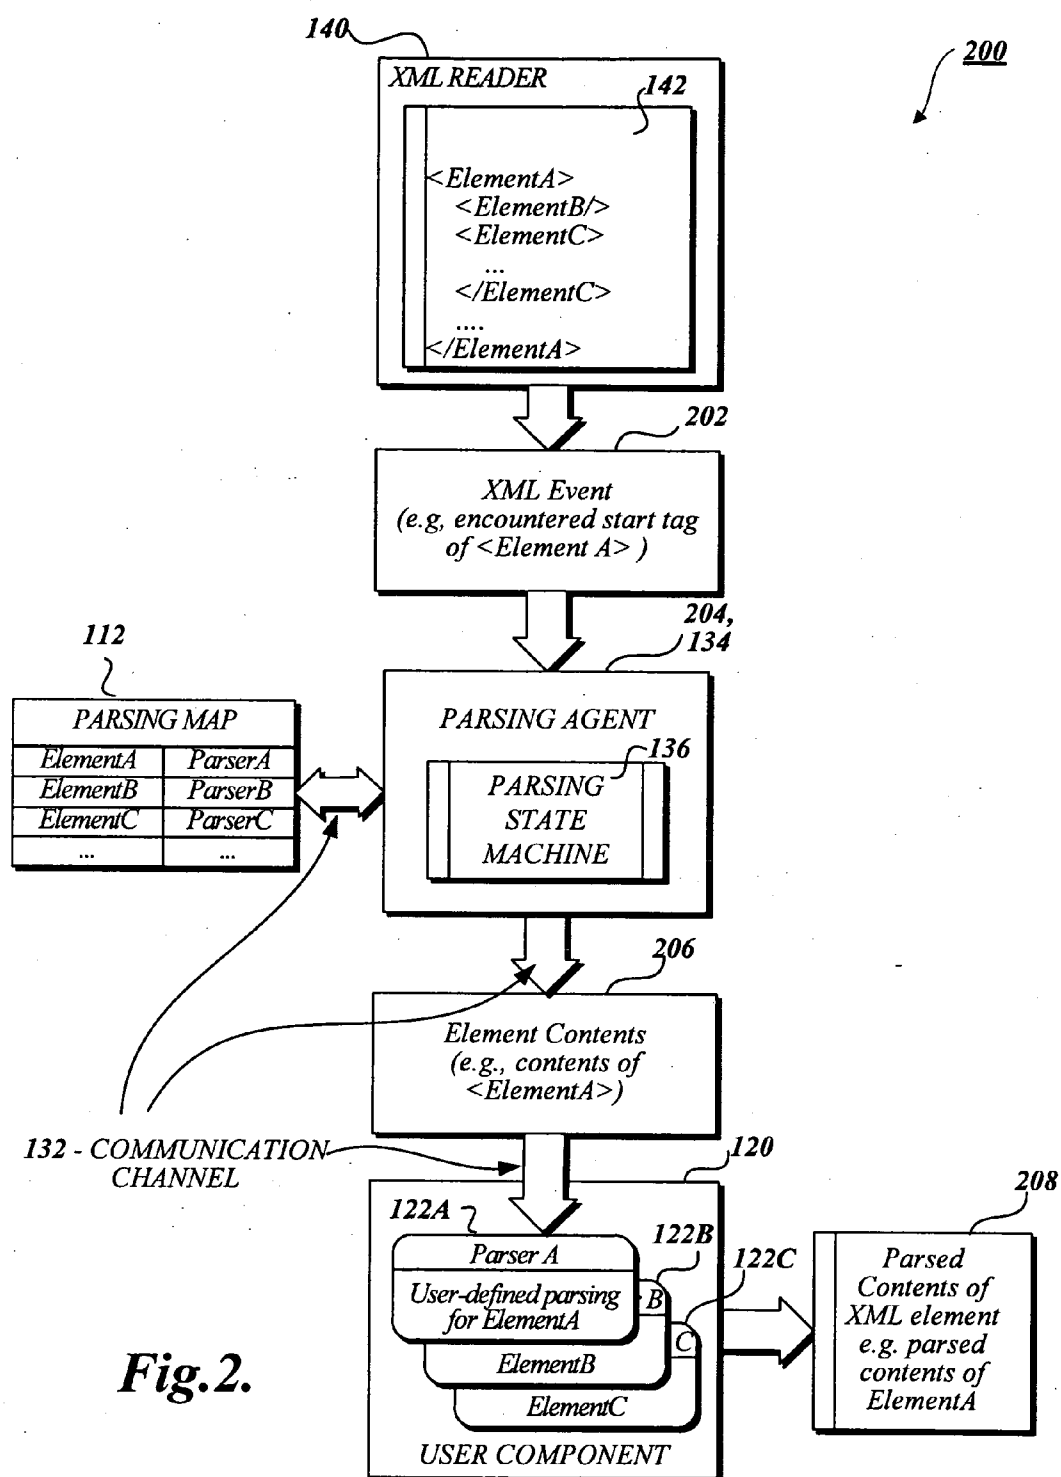 140
200
XML READER
142
<ElementA>
<ElementB/>
<ElementC>
...
</ElementC>
....
</ElementA>
202
XML Event
(e.g, encountered start tag
of <Element A> )
204,
134
112
PARSING MAP
ElementA ParserA
ElementB ParserB
ElementC ParserC
... ...
PARSING AGENT
136
PARSING
STATE
MACHINE
206
Element Contents
(e.g., contents of
<ElementA>)
132 - COMMUNICATION
CHANNEL
120
208
122A
122B
122C
Parser A
User-defined parsing
for ElementA
B
ElementB
C
ElementC
USER COMPONENT
Parsed
Contents of
XML element
e.g. parsed
contents of
ElementA
Fig.2.